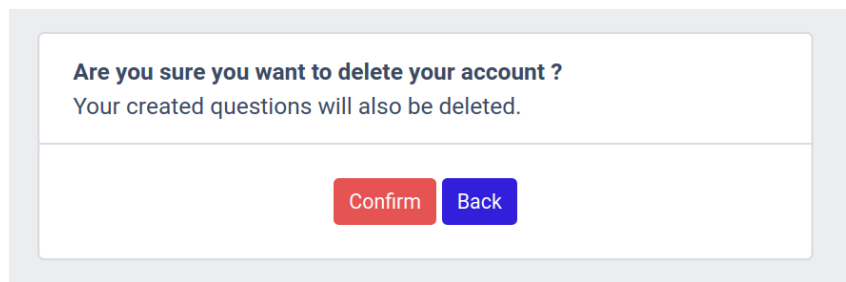 Are you sure you want to delete your account ?
Your created questions will also be deleted.
Confirm Back